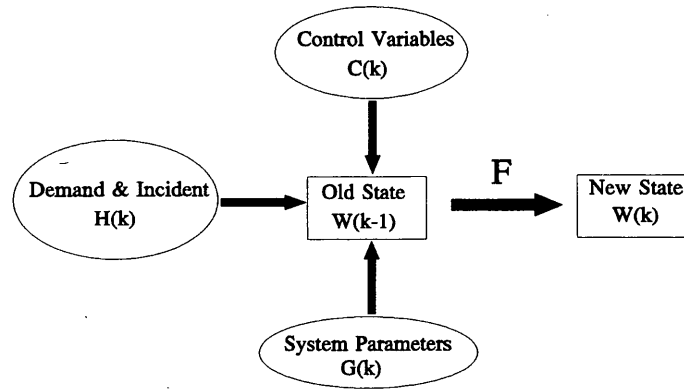 Control Variables
C(k)
Demand & Incident
H(k)
Old State
W(k-1)
F
New State
W(k)
System Parameters
G(k)